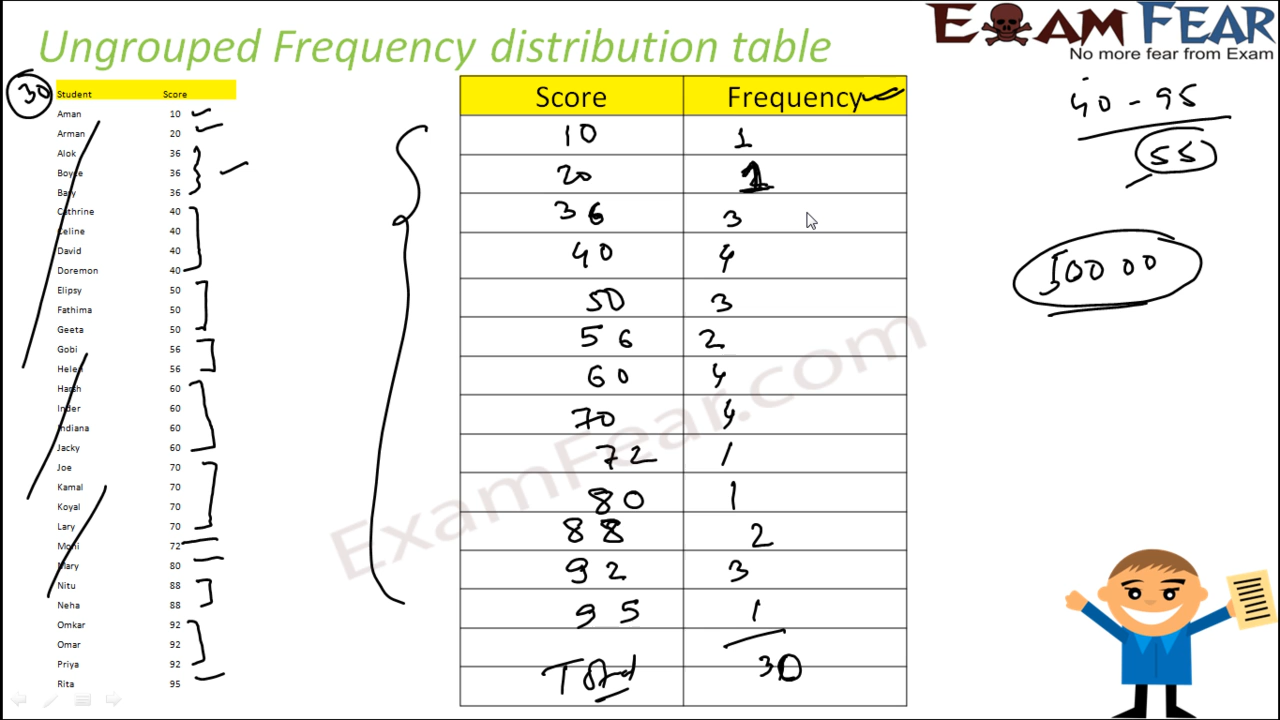 Ungrouped Frequency distribution table
EXAM FEAR
No more fear from Exam
30
Student Score
Aman 10
Arman 20
Alok 36
Boyce 36
Bary 36
Cathrine 40
Celine 40
David 40
Doremon 40
Elipsy 50
Fathima 50
Geeta 50
Gobi 56
Helen 56
Harsh 60
Inder 60
Indiana 60
Jacky 60
Joe 70
Kamal 70
Koyal 70
Lary 70
Moni 72
Mary 80
Nitu 88
Neha 88
Omkar 92
Omar 92
Priya 92
Rita 95
Score Frequency
10 1
20 1
36 3
40 4
50 3
56 2
60 4
70 4
72 1
80 1
88 2
92 3
95 1
Total 30
40 - 95
55
50000
ExamFear.com